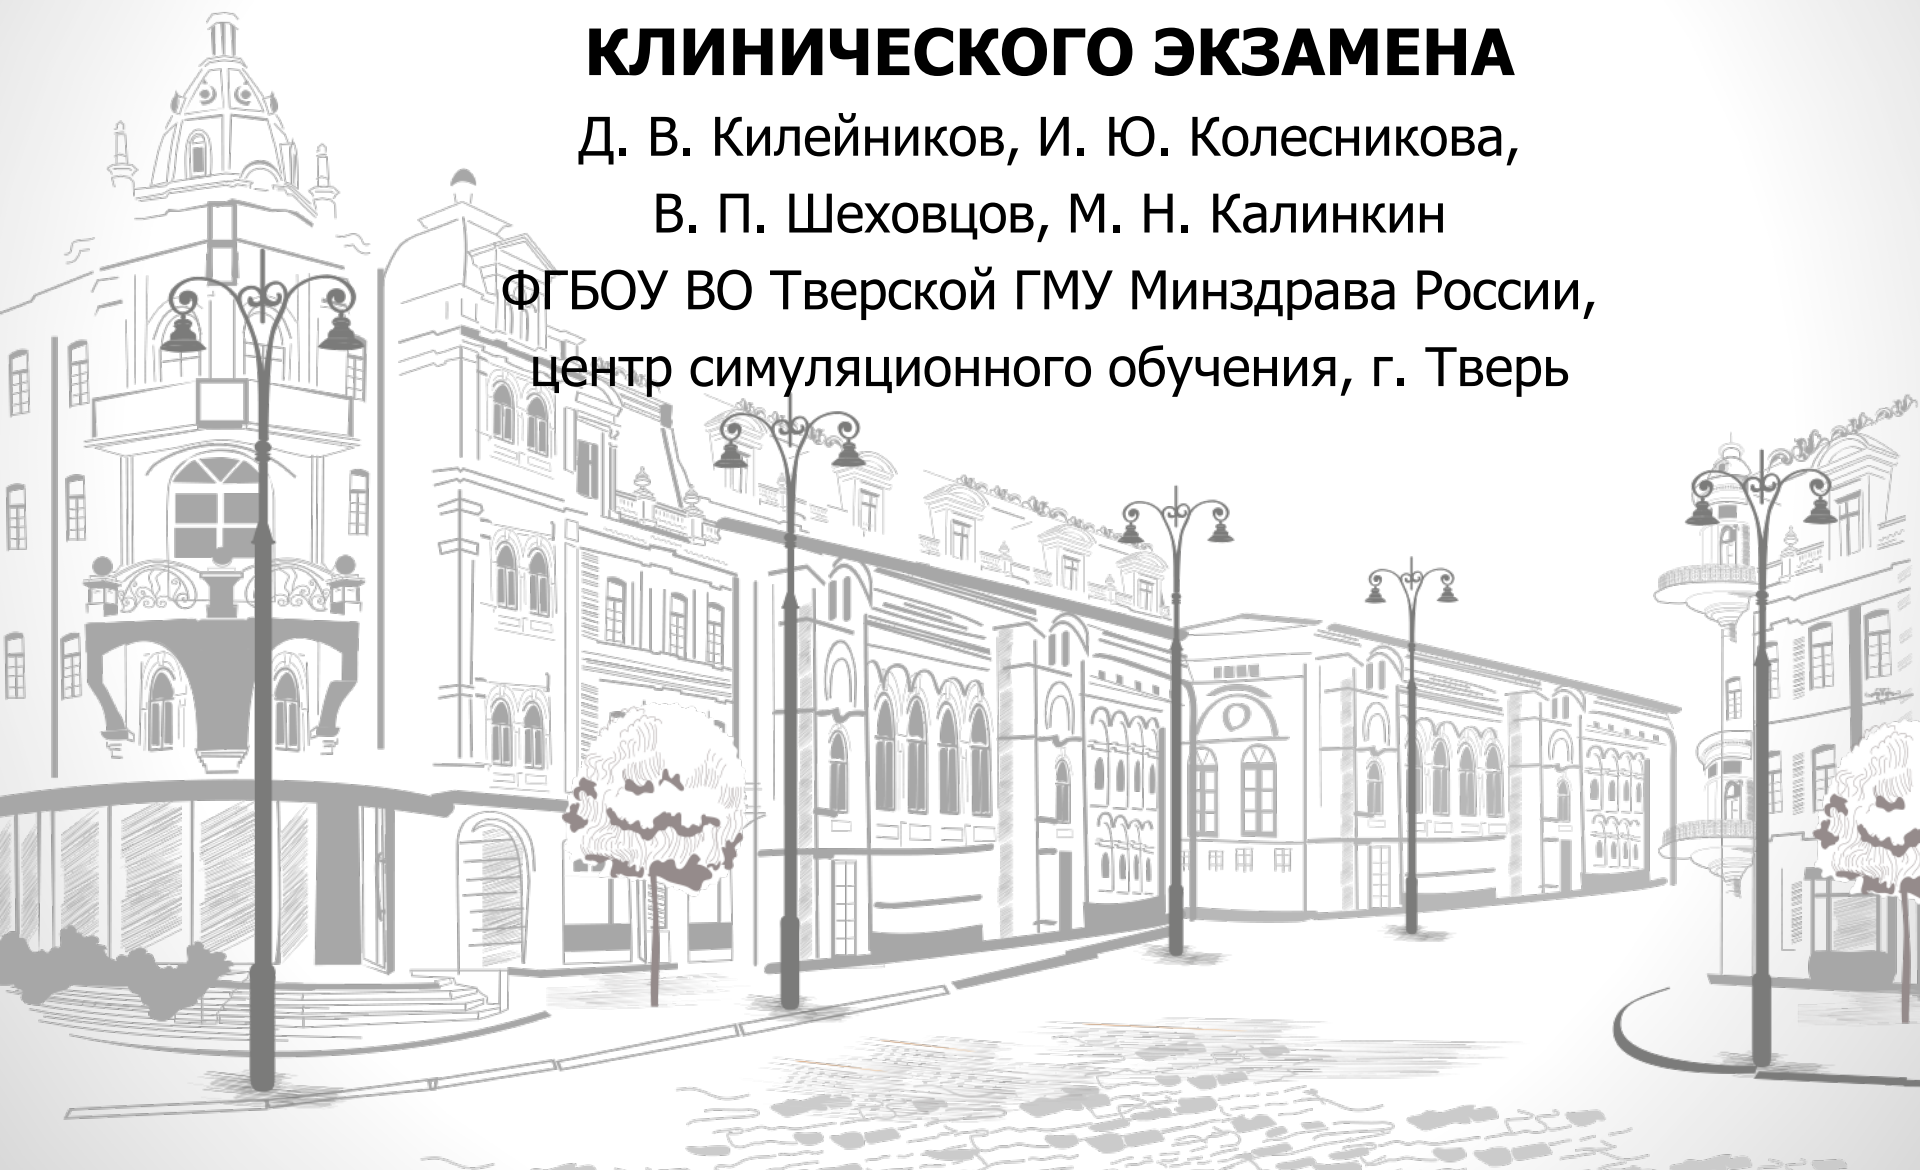 КЛИНИЧЕСКОГО ЭКЗАМЕНА
Д. В. Килейников, И. Ю. Колесникова,
В. П. Шеховцов, М. Н. Калинкин
ФГБОУ ВО Тверской ГМУ Минздрава России,
центр симуляционного обучения, г. Тверь